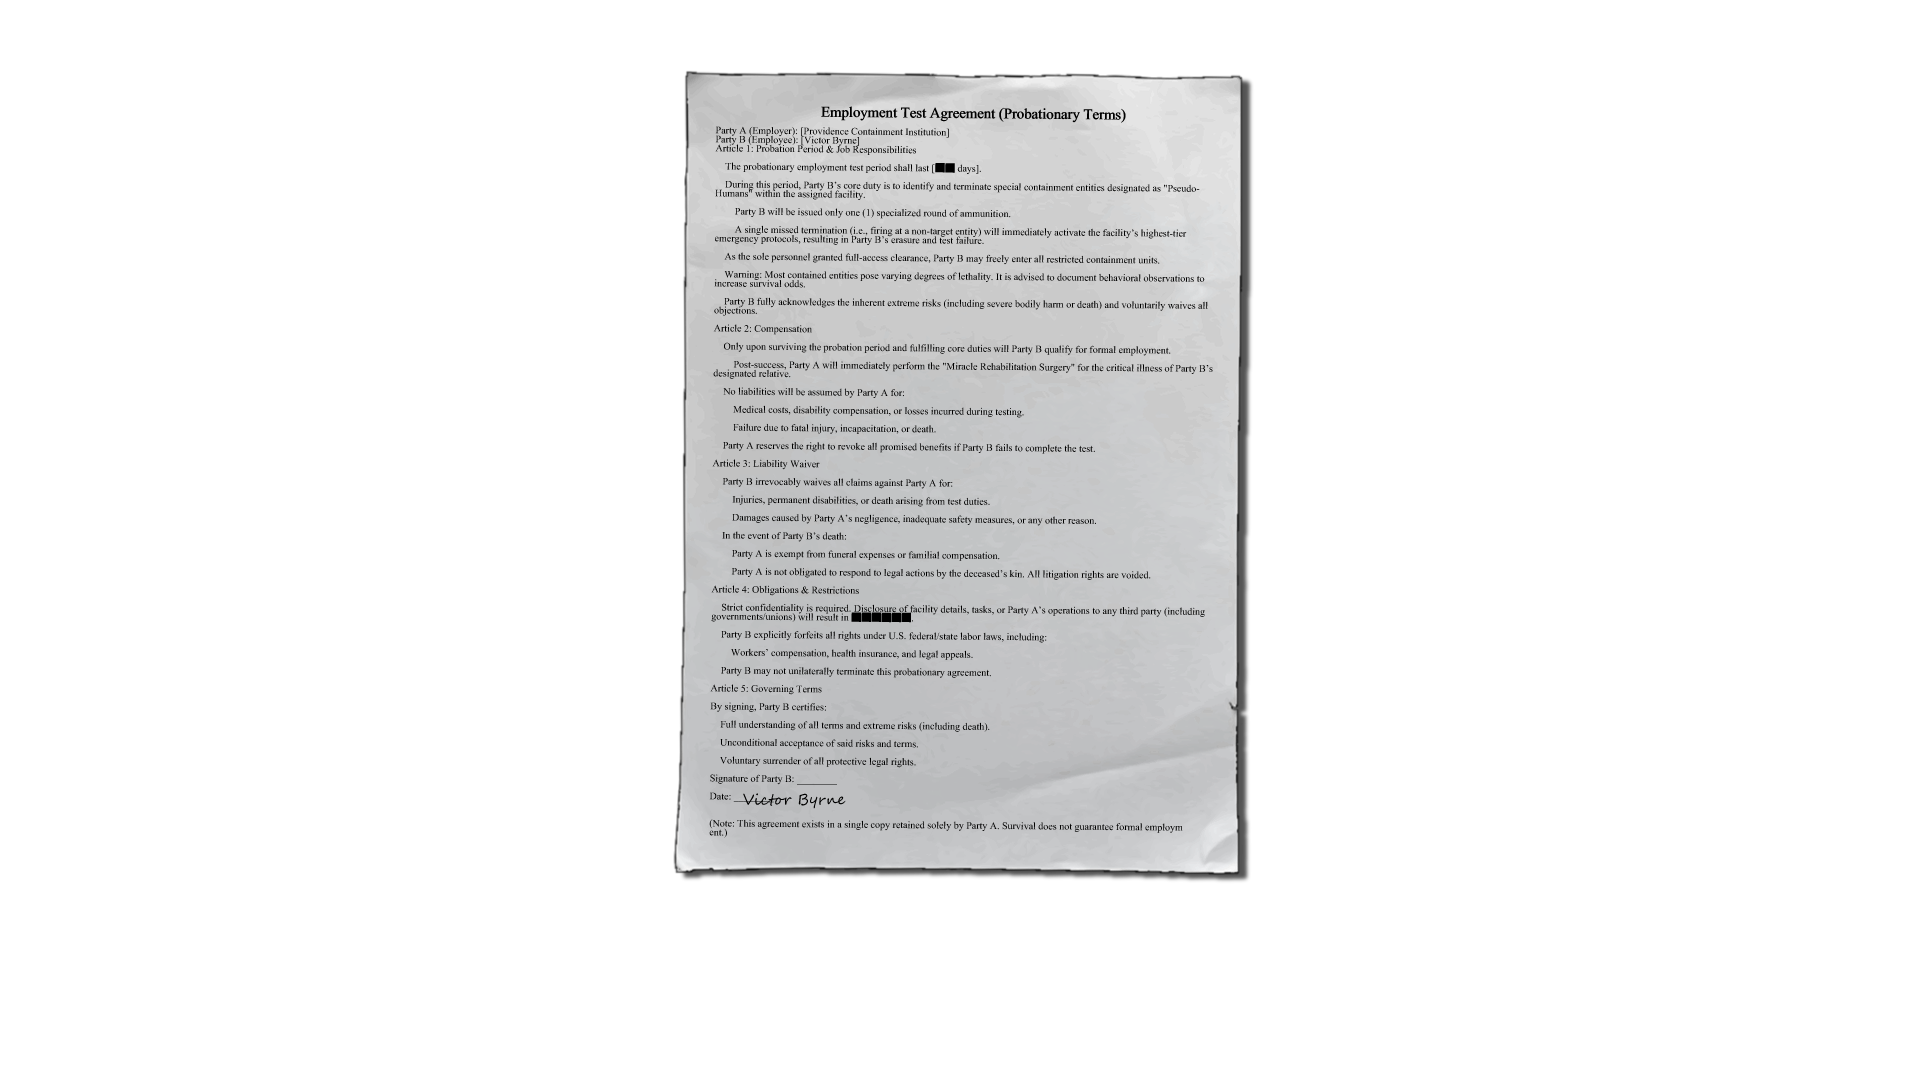 Employment Test Agreement (Probationary Terms)
Party A (Employer): [Providence Containment Institution]
Party B (Employee): [Victor Byrne]
Article 1: Probation Period & Job Responsibilities
The probationary employment test period shall last [██ days].
During this period, Party B's core duty is to identify and terminate special containment entities designated as "Pseudo-
Humans" within the assigned facility.
Party B will be issued only one (1) specialized round of ammunition.
A single missed termination (i.e., firing at a non-target entity) will immediately activate the facility's highest-tier
emergency protocols, resulting in Party B's erasure and test failure.
As the sole personnel granted full-access clearance, Party B may freely enter all restricted containment units.
Warning: Most contained entities pose varying degrees of lethality. It is advised to document behavioral observations to
increase survival odds.
Party B fully acknowledges the inherent extreme risks (including severe bodily harm or death) and voluntarily waives all
objections.
Article 2: Compensation
Only upon surviving the probation period and fulfilling core duties will Party B qualify for formal employment.
Post-success, Party A will immediately perform the "Miracle Rehabilitation Surgery" for the critical illness of Party B's
designated relative.
No liabilities will be assumed by Party A for:
Medical costs, disability compensation, or losses incurred during testing.
Failure due to fatal injury, incapacitation, or death.
Party A reserves the right to revoke all promised benefits if Party B fails to complete the test.
Article 3: Liability Waiver
Party B irrevocably waives all claims against Party A for:
Injuries, permanent disabilities, or death arising from test duties.
Damages caused by Party A's negligence, inadequate safety measures, or any other reason.
In the event of Party B's death:
Party A is exempt from funeral expenses or familial compensation.
Party A is not obligated to respond to legal actions by the deceased's kin. All litigation rights are voided.
Article 4: Obligations & Restrictions
Strict confidentiality is required. Disclosure of facility details, tasks, or Party A's operations to any third party (including
governments/unions) will result in ██████.
Party B explicitly forfeits all rights under U.S. federal/state labor laws, including:
Workers' compensation, health insurance, and legal appeals.
Party B may not unilaterally terminate this probationary agreement.
Article 5: Governing Terms
By signing, Party B certifies:
Full understanding of all terms and extreme risks (including death).
Unconditional acceptance of said risks and terms.
Voluntary surrender of all protective legal rights.
Signature of Party B: ________
Date: Victor Byrne
(Note: This agreement exists in a single copy retained solely by Party A. Survival does not guarantee formal employm
ent.)